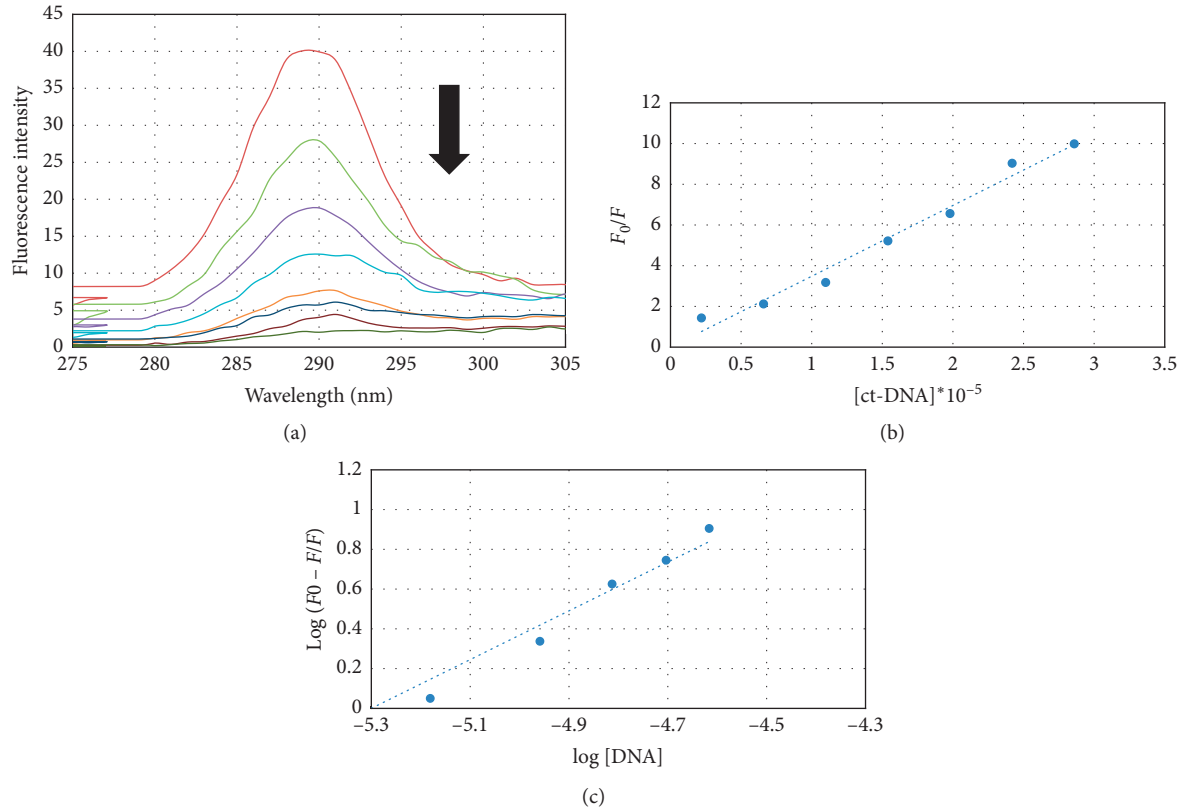 45
40
35
30
25
20
15
10
5
0
275 280 285 290 295 300 305
Fluorescence intensity
Wavelength (nm)
(a)
12
10
8
6
4
2
0
0 0.5 1 1.5 2 2.5 3 3.5
F₀/F
[ct-DNA]*10⁻⁵
(b)
1.2
1
0.8
0.6
0.4
0.2
0
−5.3 −5.1 −4.9 −4.7 −4.5 −4.3
Log (F0 – F/F)
log [DNA]
(c)